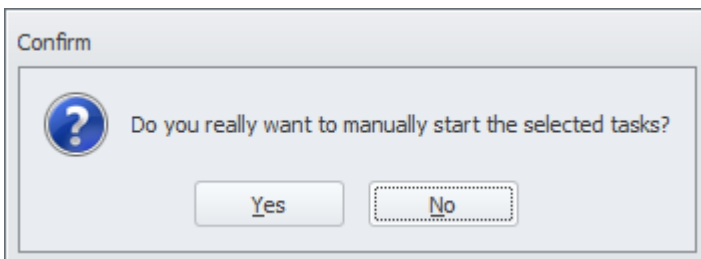 Confirm
Do you really want to manually start the selected tasks?
Yes
No